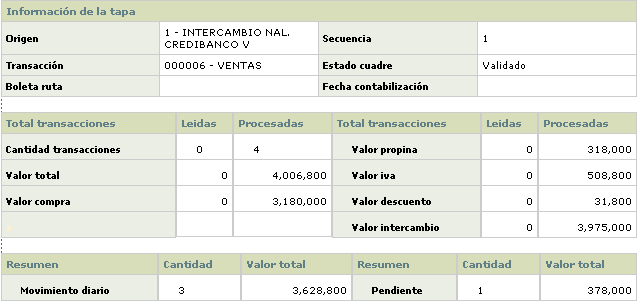 Información de la tapa
Origen 1 - INTERCAMBIO NAL. CREDIBANCO V Secuencia 1
Transacción 000006 - VENTAS Estado cuadre Validado
Boleta ruta Fecha contabilización
Total transacciones Leidas Procesadas Total transacciones Leidas Procesadas
Cantidad transacciones 0 4 Valor propina 0 318,000
Valor total 0 4,006,800 Valor iva 0 508,800
Valor compra 0 3,180,000 Valor descuento 0 31,800
Valor intercambio 0 3,975,000
Resumen Cantidad Valor total Resumen Cantidad Valor total
Movimiento diario 3 3,628,800 Pendiente 1 378,000